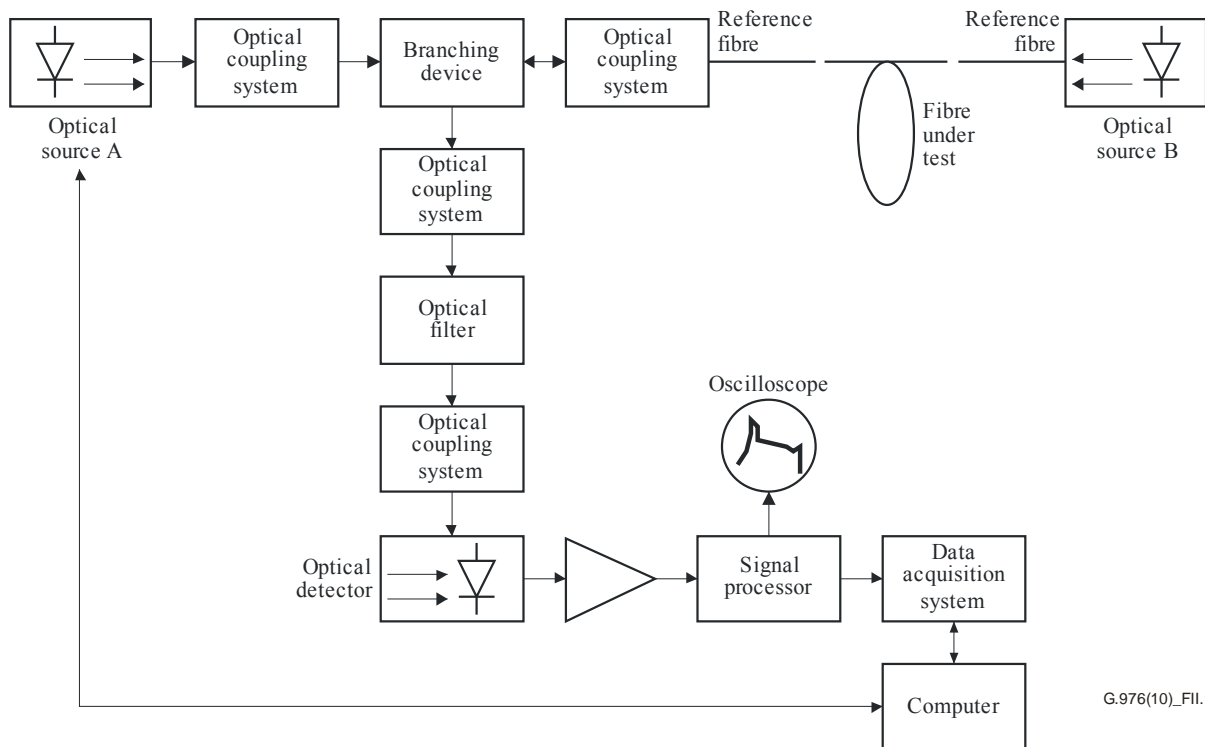 Optical
coupling
system
Branching
device
Optical
coupling
system
Reference
fibre
Reference
fibre
Optical
source A
Fibre
under
test
Optical
source B
Optical
coupling
system
Optical
filter
Optical
coupling
system
Oscilloscope
Optical
detector
Signal
processor
Data
acquisition
system
Computer
G.976(10)_FII.